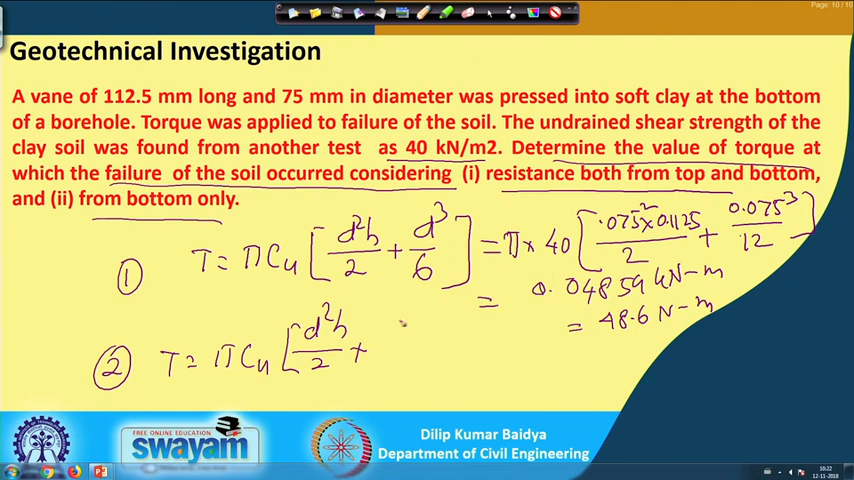 Page: 10 / 10
Geotechnical Investigation
A vane of 112.5 mm long and 75 mm in diameter was pressed into soft clay at the bottom
of a borehole. Torque was applied to failure of the soil. The undrained shear strength of the
clay soil was found from another test as 40 kN/m2. Determine the value of torque at
which the failure of the soil occurred considering (i) resistance both from top and bottom,
and (ii) from bottom only.
① T = πCu [d²h/2 + d³/6] = π × 40 [.075² × 0.1125/2 + 0.075³/12]
= 0.04859 kN-m
= 48.6 N-m
② T = πCu [d²h/2 +
FREE ONLINE EDUCATION
swayam
Dilip Kumar Baidya
Department of Civil Engineering
10:22
12-11-2018